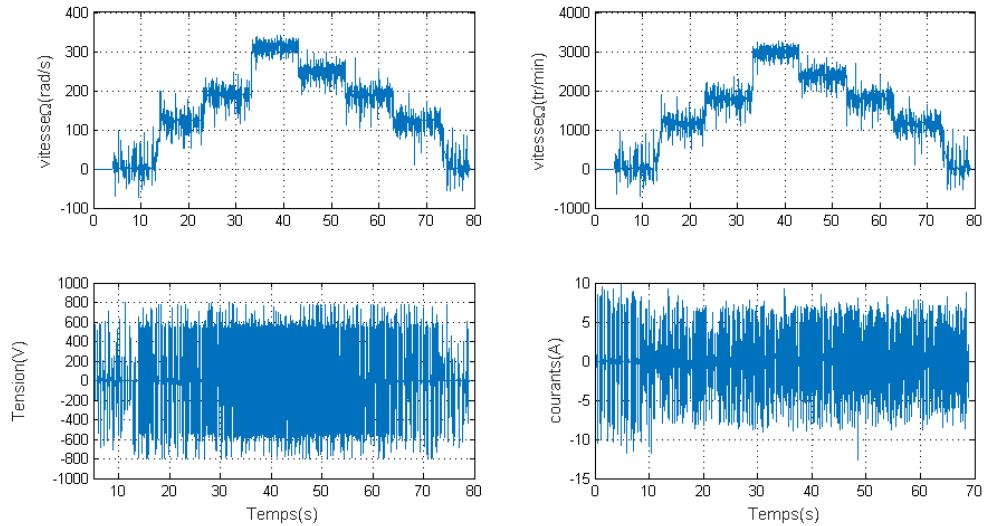 400
300
200
100
0
-100
vitesseΩ(rad/s)
0 10 20 30 40 50 60 70 80
4000
3000
2000
1000
0
-1000
vitesseΩ(tr/min)
0 10 20 30 40 50 60 70 80
1000
800
600
400
200
0
-200
-400
-600
-800
-1000
Tension(V)
10 20 30 40 50 60 70 80
Temps(s)
10
5
0
-5
-10
-15
courants(A)
0 10 20 30 40 50 60 70
Temps(s)